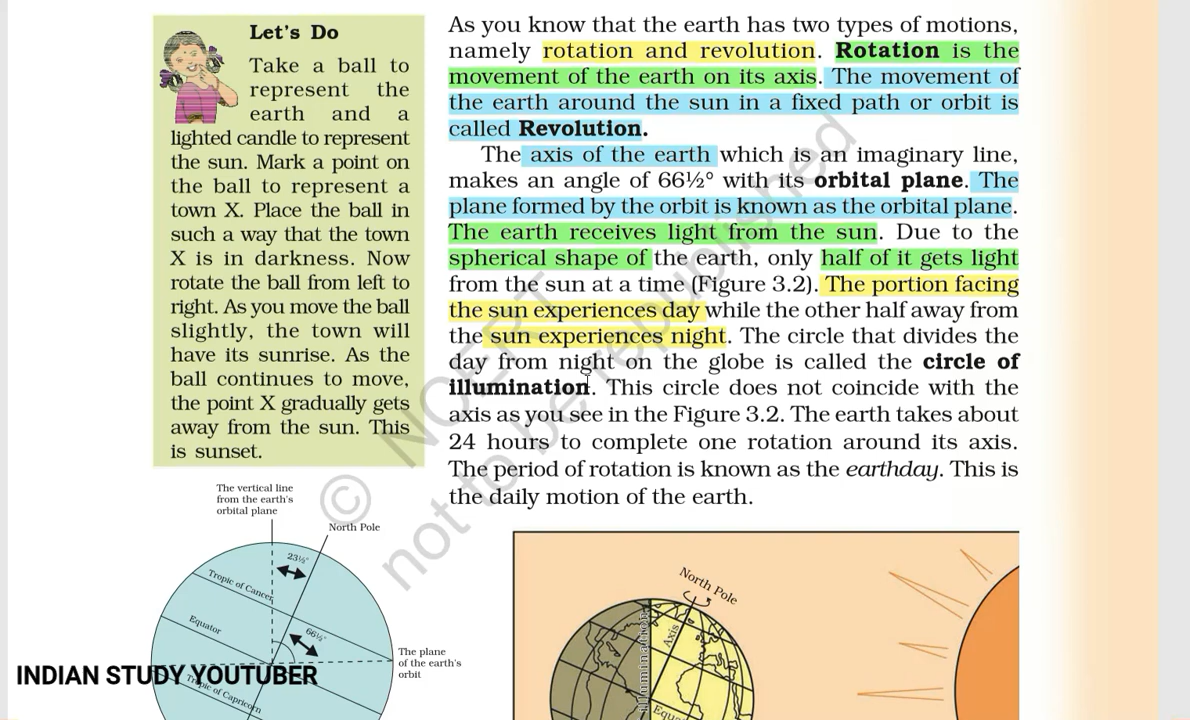 Let's Do
Take a ball to
represent the
earth and a
lighted candle to represent
the sun. Mark a point on
the ball to represent a
town X. Place the ball in
such a way that the town
X is in darkness. Now
rotate the ball from left to
right. As you move the ball
slightly, the town will
have its sunrise. As the
ball continues to move,
the point X gradually gets
away from the sun. This
is sunset.
As you know that the earth has two types of motions,
namely rotation and revolution. Rotation is the
movement of the earth on its axis. The movement of
the earth around the sun in a fixed path or orbit is
called Revolution.
The axis of the earth which is an imaginary line,
makes an angle of 66½° with its orbital plane. The
plane formed by the orbit is known as the orbital plane.
The earth receives light from the sun. Due to the
spherical shape of the earth, only half of it gets light
from the sun at a time (Figure 3.2). The portion facing
the sun experiences day while the other half away from
the sun experiences night. The circle that divides the
day from night on the globe is called the circle of
illumination. This circle does not coincide with the
axis as you see in the Figure 3.2. The earth takes about
24 hours to complete one rotation around its axis.
The period of rotation is known as the earthday. This is
the daily motion of the earth.
© NCERT
not to be republished
The vertical line
from the earth's
orbital plane
North Pole
23½°
Tropic of Cancer
Equator
66½°
The plane
of the earth's
orbit
Tropic of Capricorn
INDIAN STUDY YOUTUBER
North Pole
Axis
illumination